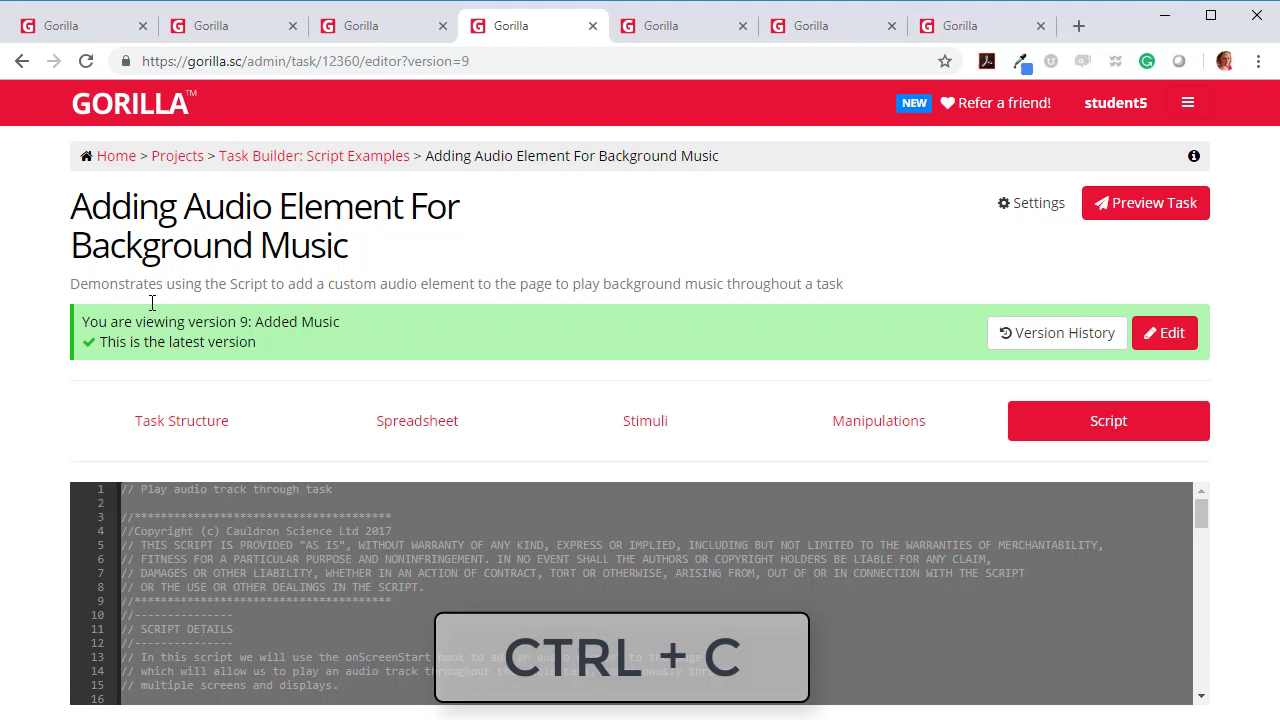 Gorilla
Gorilla
Gorilla
Gorilla
Gorilla
Gorilla
Gorilla
https://gorilla.sc/admin/task/12360/editor?version=9
GORILLA™
NEW Refer a friend! student5
Home > Projects > Task Builder: Script Examples > Adding Audio Element For Background Music
Adding Audio Element For
Background Music
Settings
Preview Task
Demonstrates using the Script to add a custom audio element to the page to play background music throughout a task
You are viewing version 9: Added Music
This is the latest version
Version History
Edit
Task Structure Spreadsheet Stimuli Manipulations Script
1 // Play audio track through task
2
3 //***************************************
4 //Copyright (c) Cauldron Science Ltd 2017
5 // THIS SCRIPT IS PROVIDED "AS IS", WITHOUT WARRANTY OF ANY KIND, EXPRESS OR IMPLIED, INCLUDING BUT NOT LIMITED TO THE WARRANTIES OF MERCHANTABILITY,
6 // FITNESS FOR A PARTICULAR PURPOSE AND NONINFRINGEMENT. IN NO EVENT SHALL THE AUTHORS OR COPYRIGHT HOLDERS BE LIABLE FOR ANY CLAIM,
7 // DAMAGES OR OTHER LIABILITY, WHETHER IN AN ACTION OF CONTRACT, TORT OR OTHERWISE, ARISING FROM, OUT OF OR IN CONNECTION WITH THE SCRIPT
8 // OR THE USE OR OTHER DEALINGS IN THE SCRIPT.
9 //***************************************
10 //---------------
11 // SCRIPT DETAILS
12 //---------------
13 // In this script we will use the onScreenStart
14 // which will allow us to play an audio track
15 // multiple screens and displays.
16
CTRL + C